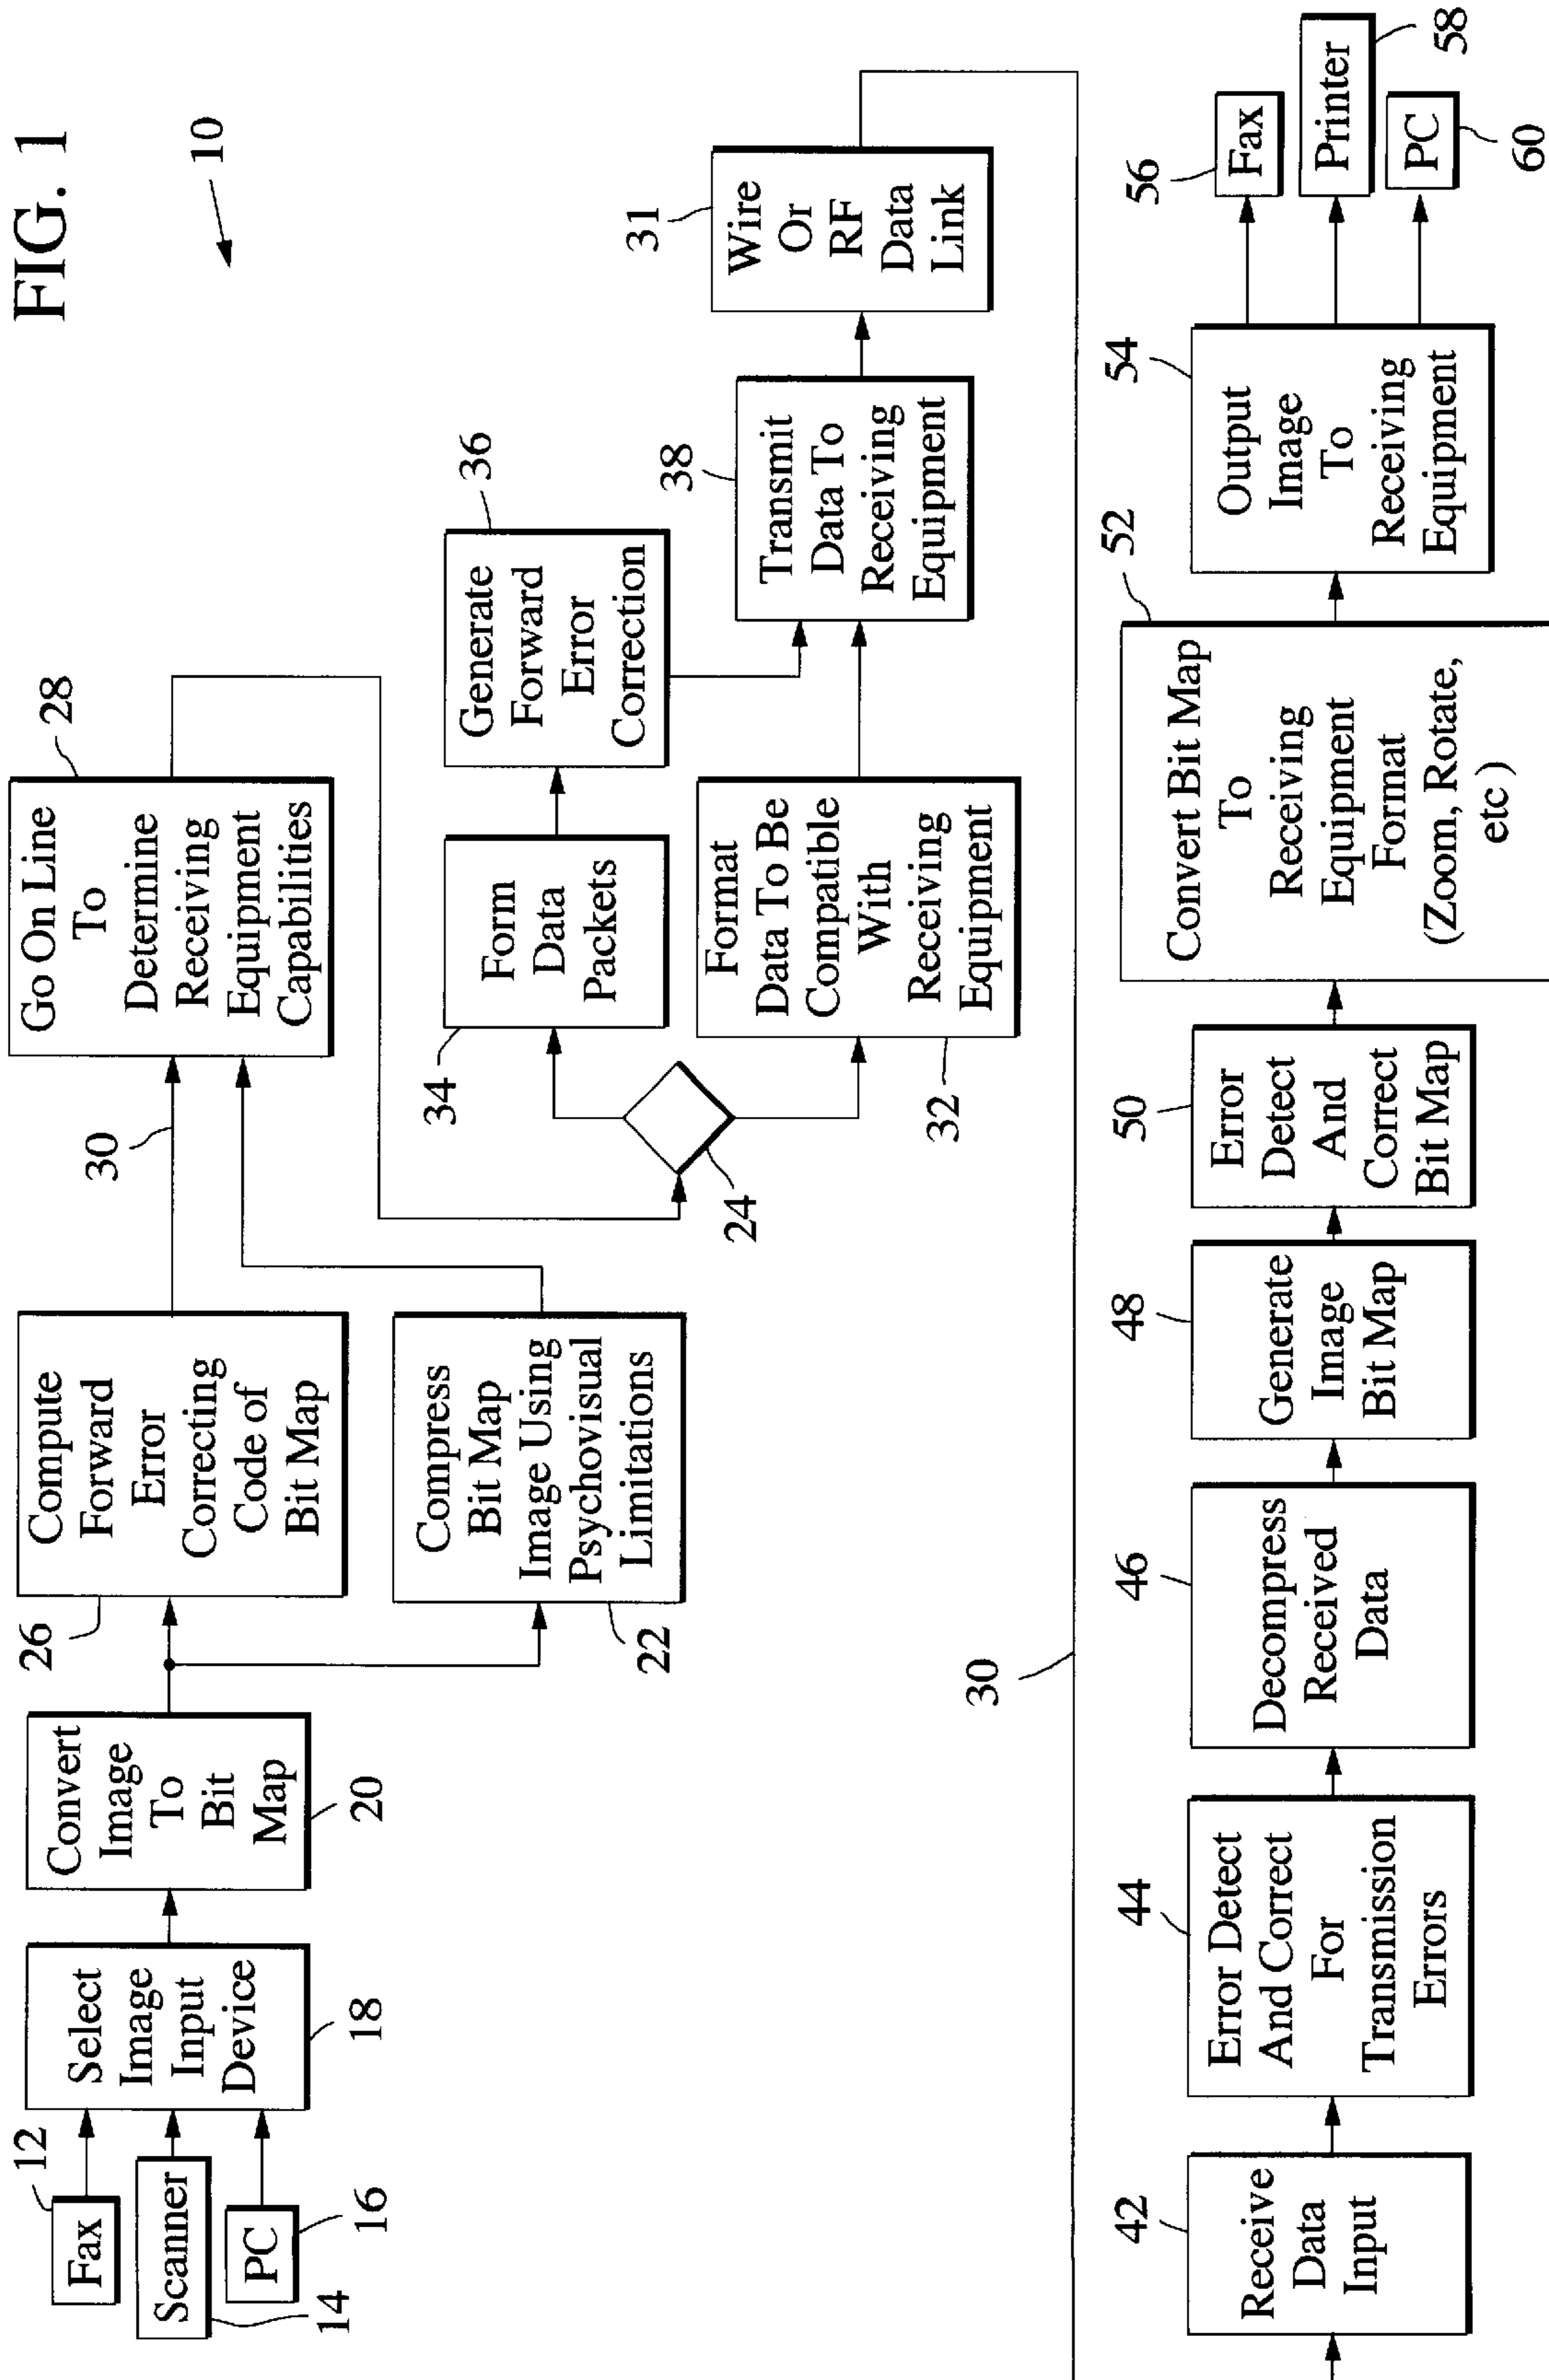 FIG. 1
10
12
Fax
Scanner
14
PC
16
Select
Image
Input
Device
18
Convert
Image
To
Bit
Map
20
26
Compute
Forward
Error
Correcting
Code of
Bit Map
Compress
Bit Map
Image Using
Psychovisual
Limitations
22
30
Go On Line
To
Determine
Receiving
Equipment
Capabilities
28
24
34
Form
Data
Packets
Generate
Forward
Error
Correction
36
Format
Data To Be
Compatible
With
Receiving
Equipment
32
38
Transmit
Data To
Receiving
Equipment
31
Wire
Or
RF
Data
Link
30
42
Receive
Data
Input
44
Error Detect
And Correct
For
Transmission
Errors
46
Decompress
Received
Data
48
Generate
Image
Bit Map
50
Error
Detect
And
Correct
Bit Map
52
Convert Bit Map
To
Receiving
Equipment
Format
(Zoom, Rotate,
etc )
54
Output
Image
To
Receiving
Equipment
56
Fax
Printer
58
PC
60